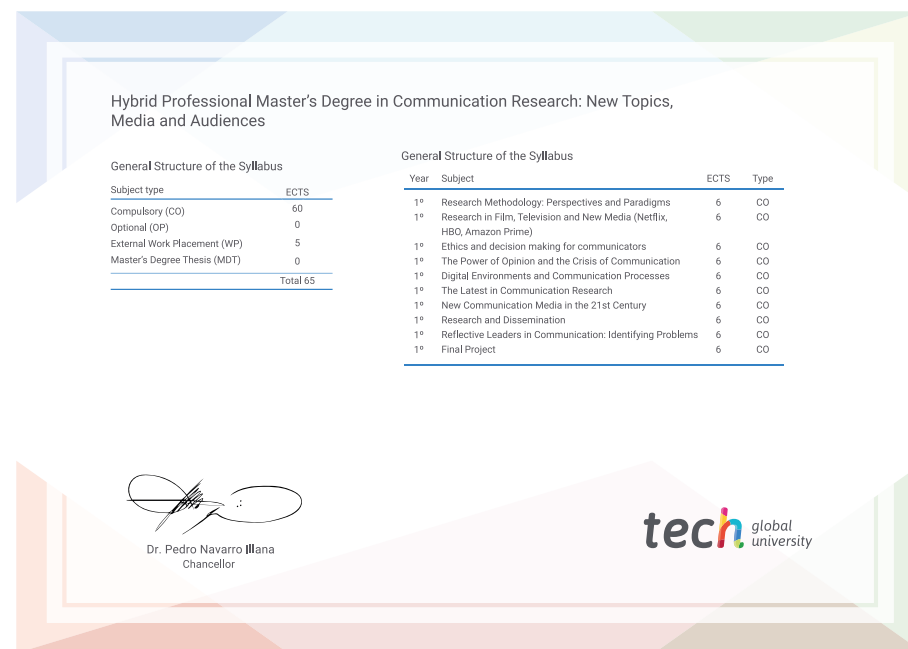 Hybrid Professional Master's Degree in Communication Research: New Topics,
Media and Audiences
General Structure of the Syllabus
Subject type ECTS
Compulsory (CO) 60
Optional (OP) 0
External Work Placement (WP) 5
Master's Degree Thesis (MDT) 0
Total 65
General Structure of the Syllabus
Year Subject ECTS Type
1º Research Methodology: Perspectives and Paradigms 6 CO
1º Research in Film, Television and New Media (Netflix, 6 CO
HBO, Amazon Prime)
1º Ethics and decision making for communicators 6 CO
1º The Power of Opinion and the Crisis of Communication 6 CO
1º Digital Environments and Communication Processes 6 CO
1º The Latest in Communication Research 6 CO
1º New Communication Media in the 21st Century 6 CO
1º Research and Dissemination 6 CO
1º Reflective Leaders in Communication: Identifying Problems 6 CO
1º Final Project 6 CO
Dr. Pedro Navarro Illana
Chancellor
tech global
university